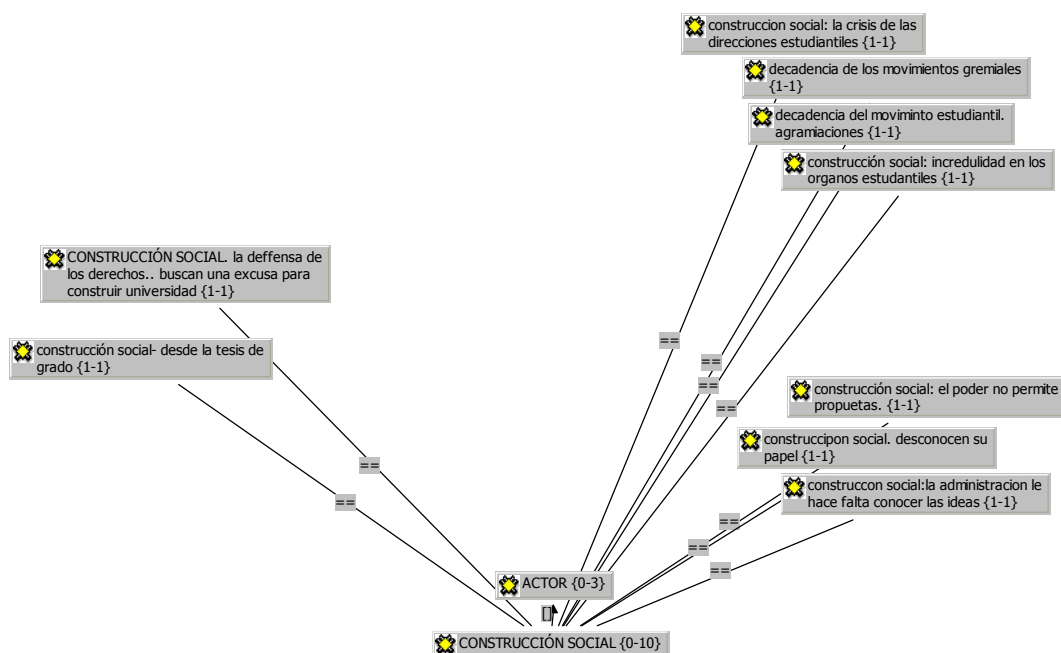 construccion social: la crisis de las
direcciones estudiantiles {1-1}
decadencia de los movimientos gremiales
{1-1}
decadencia del moviminto estudiantil.
agramiaciones {1-1}
construcción social: incredulidad en los
organos estudantiles {1-1}
CONSTRUCCIÓN SOCIAL. la deffensa de
los derechos.. buscan una excusa para
construir universidad {1-1}
construcción social- desde la tesis de
grado {1-1}
==
==
==
==
construcción social: el poder no permite
propuetas. {1-1}
construccipon social. desconocen su
papel {1-1}
construccon social:la administracion le
hace falta conocer las ideas {1-1}
==
==
==
==
==
ACTOR {0-3}
[]
CONSTRUCCIÓN SOCIAL {0-10}